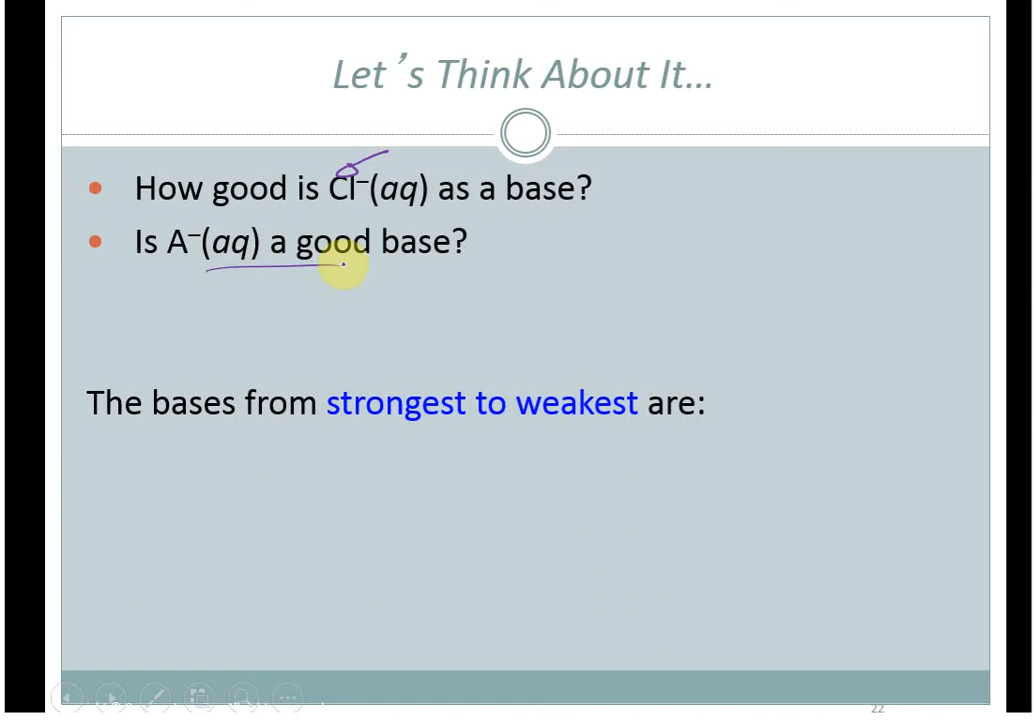 Let’s Think About It…
How good is Cl⁻(aq) as a base?
Is A⁻(aq) a good base?
The bases from strongest to weakest are:
22